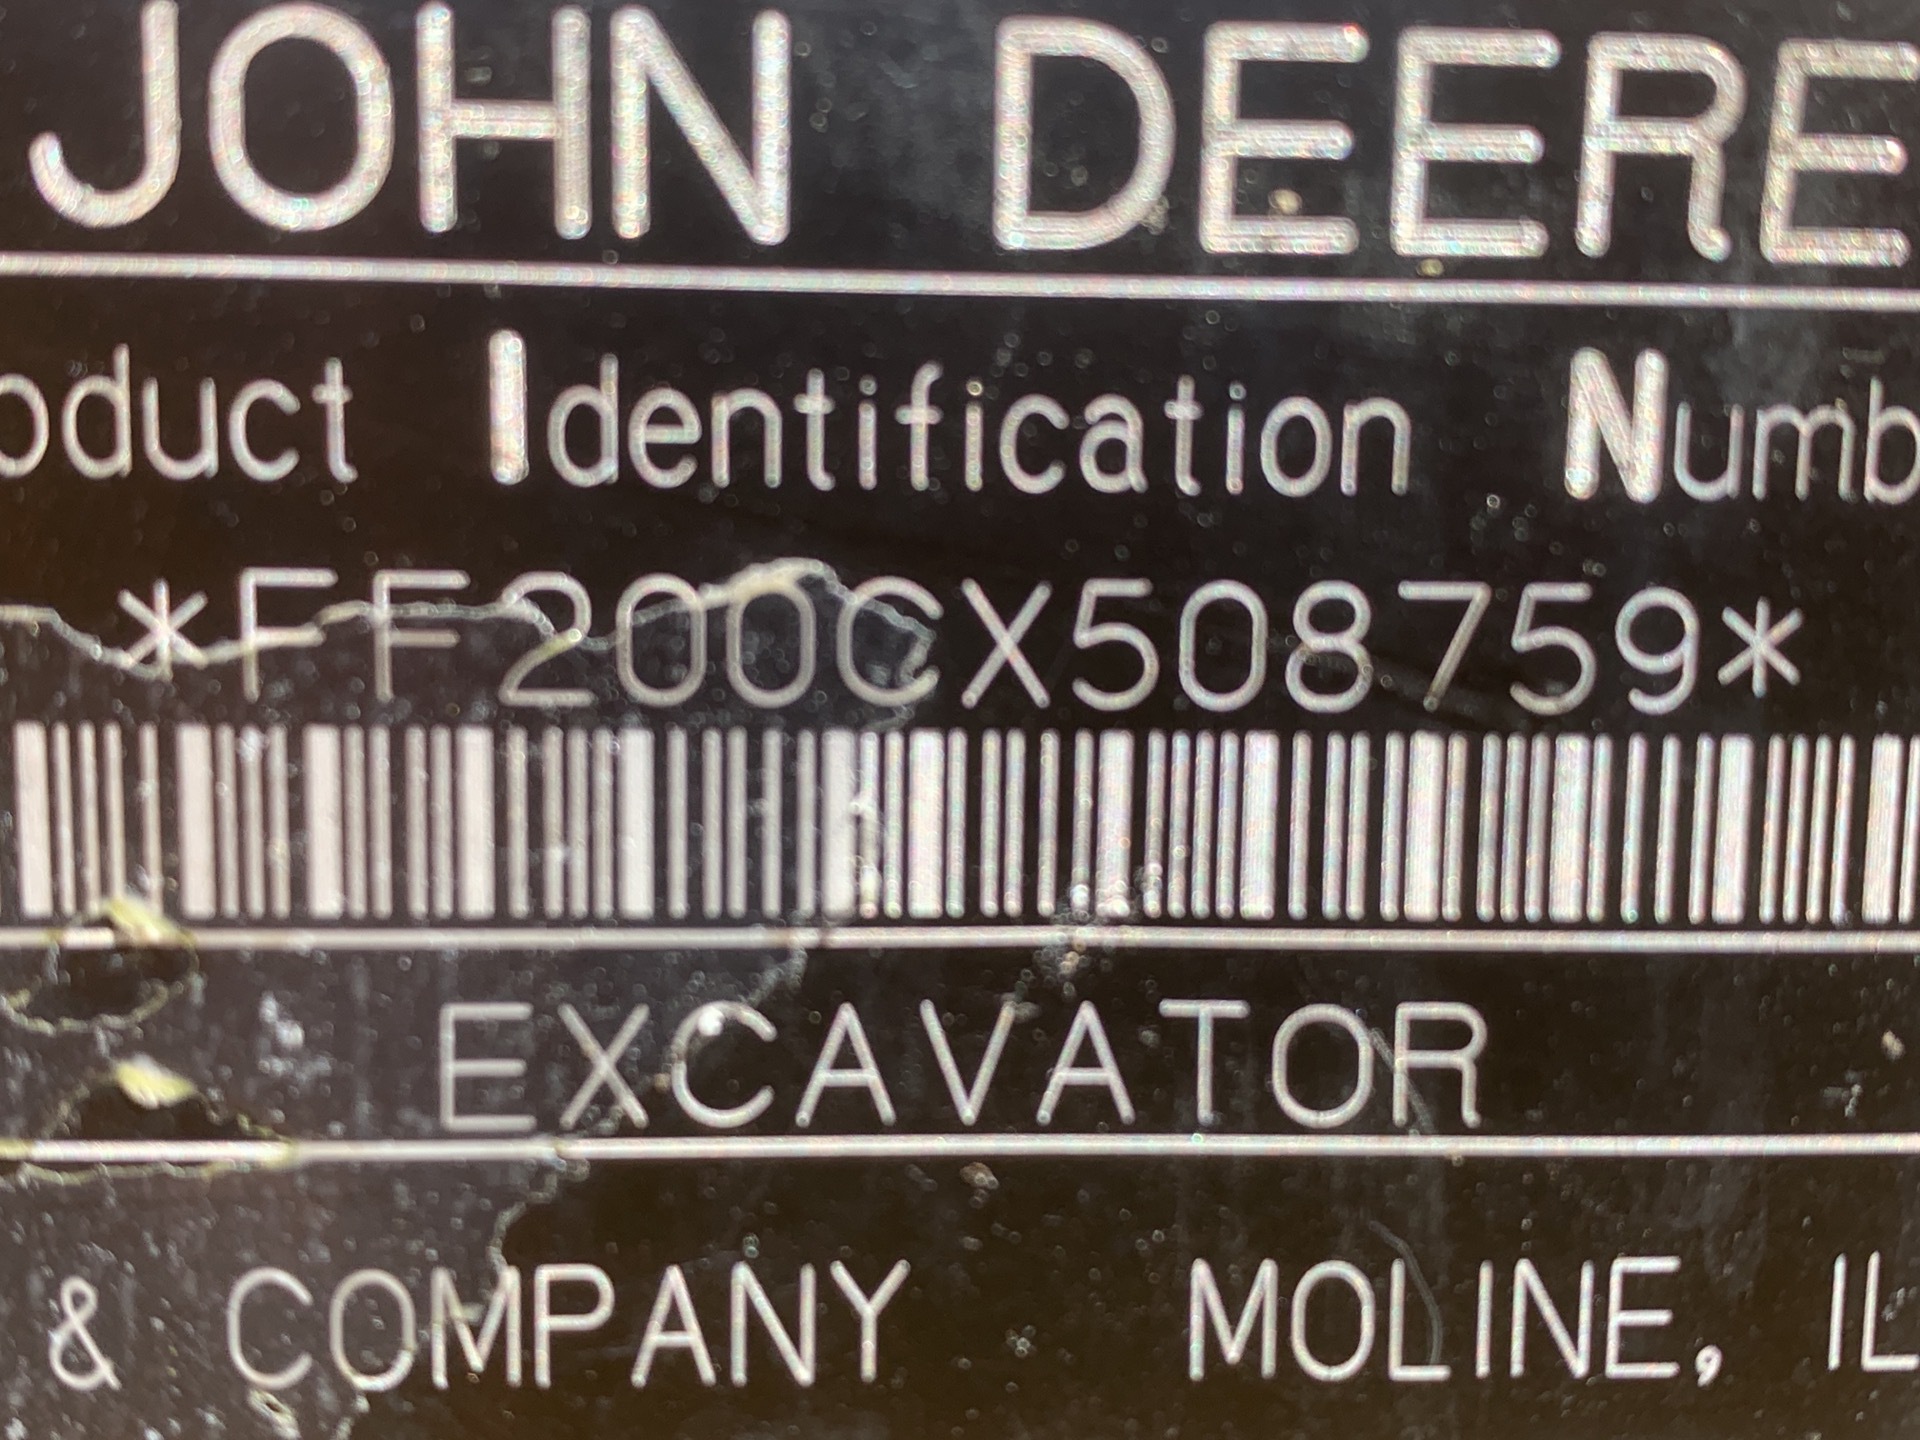 JOHN DEERE
oduct Identification Numb
*FF200CX508759*
EXCAVATOR
& COMPANY MOLINE, IL